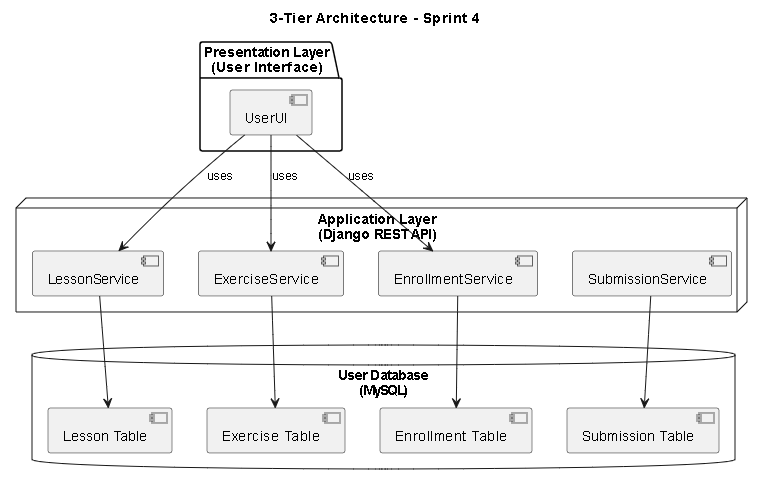 3-Tier Architecture - Sprint 4
Presentation Layer
(User Interface)
UserUI
uses
uses
uses
Application Layer
(Django REST API)
LessonService
ExerciseService
EnrollmentService
SubmissionService
User Database
(MySQL)
Lesson Table
Exercise Table
Enrollment Table
Submission Table